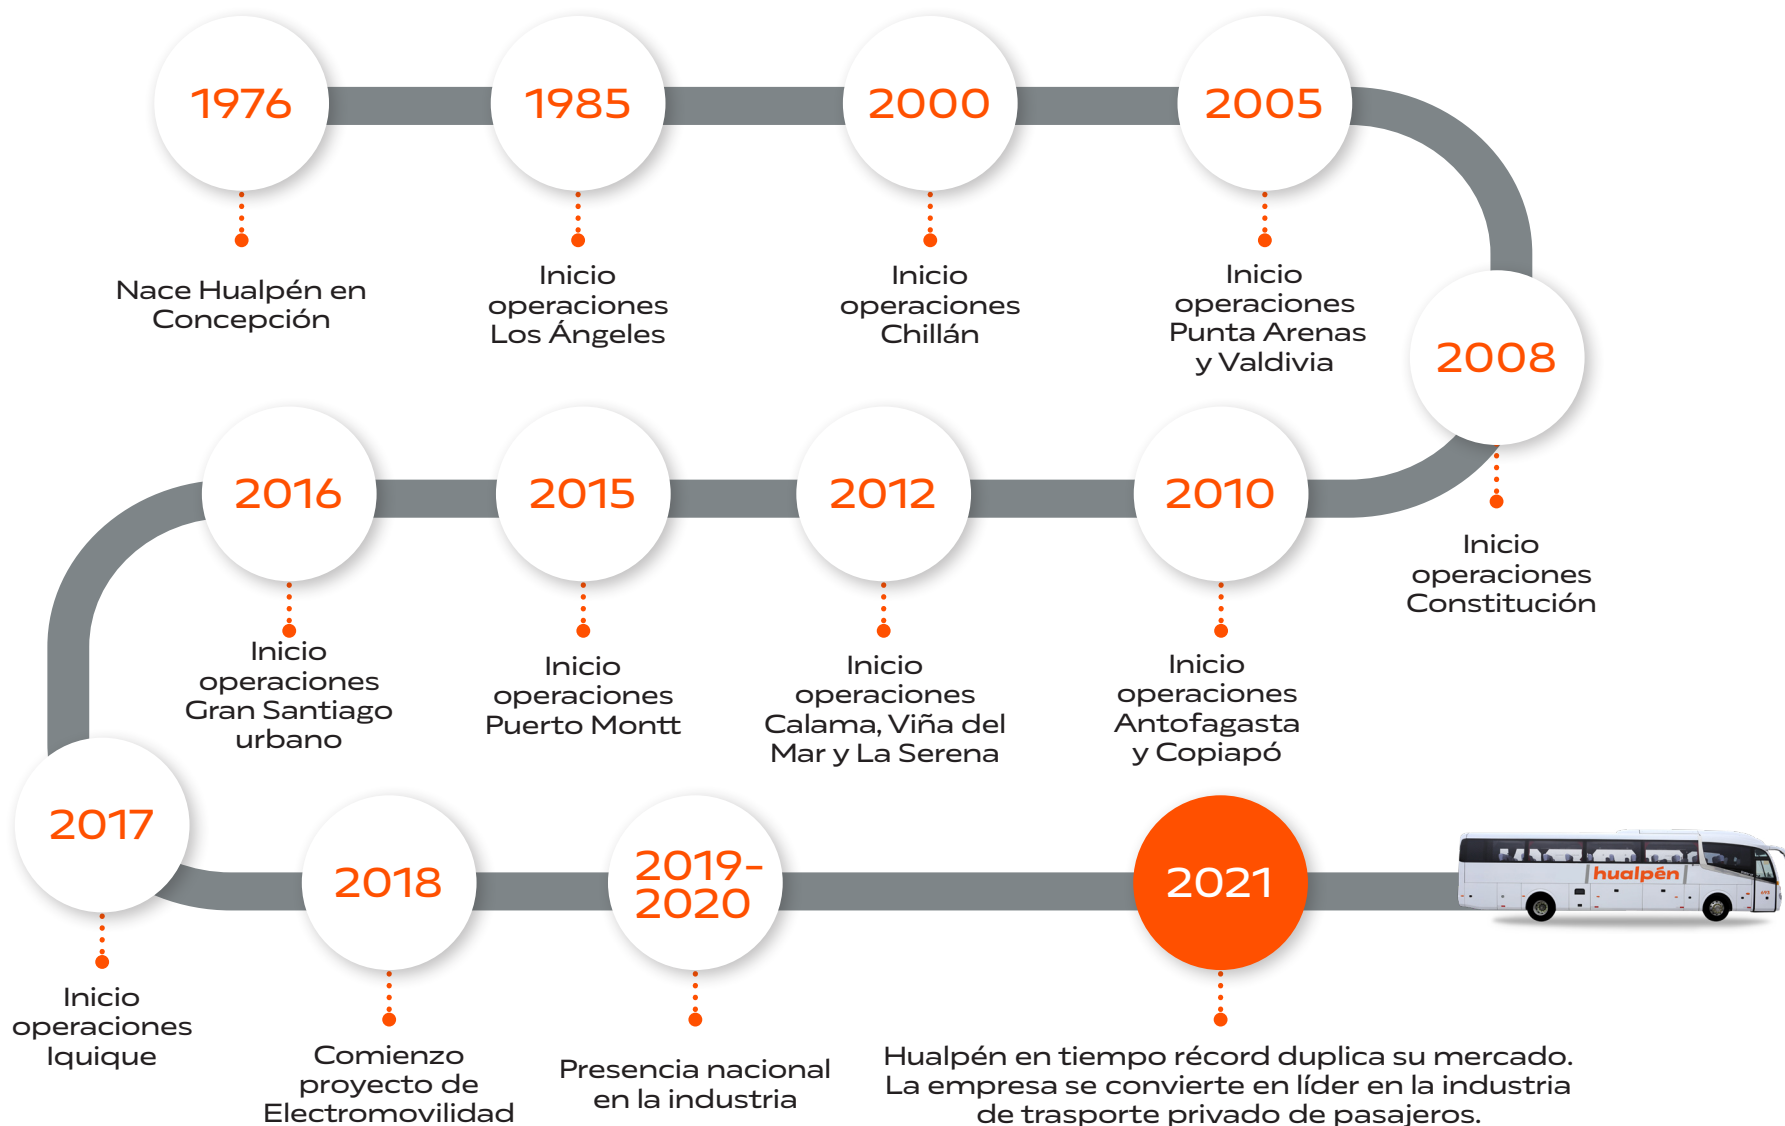 1976
Nace Hualpén en
Concepción
1985
Inicio
operaciones
Los Ángeles
2000
Inicio
operaciones
Chillán
2005
Inicio
operaciones
Punta Arenas
y Valdivia
2008
Inicio
operaciones
Constitución
2010
Inicio
operaciones
Antofagasta
y Copiapó
2012
Inicio
operaciones
Calama, Viña del
Mar y La Serena
2015
Inicio
operaciones
Puerto Montt
2016
Inicio
operaciones
Gran Santiago
urbano
2017
Inicio
operaciones
Iquique
2018
Comienzo
proyecto de
Electromovilidad
2019-
2020
Presencia nacional
en la industria
2021
Hualpén en tiempo récord duplica su mercado.
La empresa se convierte en líder en la industria
de trasporte privado de pasajeros.
hualpén